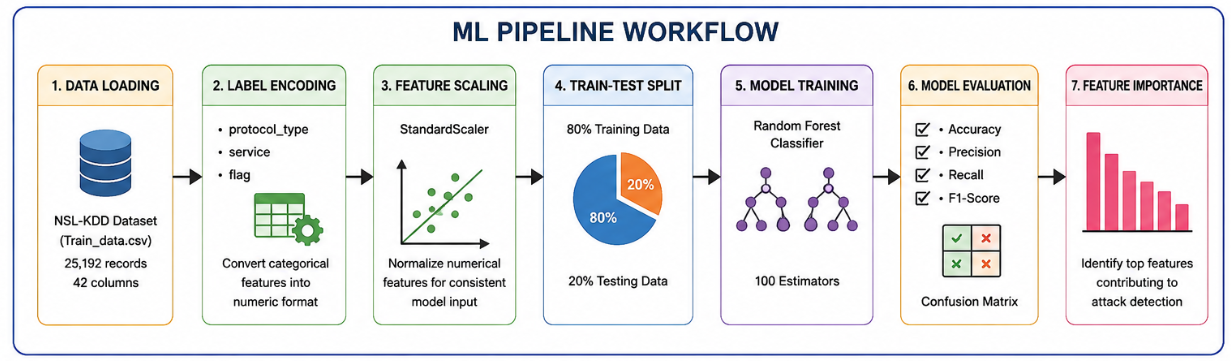 ML PIPELINE WORKFLOW
1. DATA LOADING
NSL-KDD Dataset
(Train_data.csv)
25,192 records
42 columns
2. LABEL ENCODING
• protocol_type
• service
• flag
Convert categorical
features into
numeric format
3. FEATURE SCALING
StandardScaler
Normalize numerical
features for consistent
model input
4. TRAIN-TEST SPLIT
80% Training Data
20%
80%
20% Testing Data
5. MODEL TRAINING
Random Forest
Classifier
100 Estimators
6. MODEL EVALUATION
• Accuracy
• Precision
• Recall
• F1-Score
Confusion Matrix
7. FEATURE IMPORTANCE
Identify top features
contributing to
attack detection